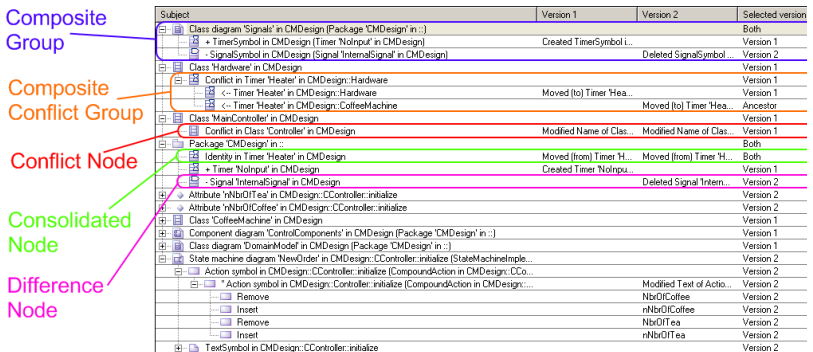 Subject Version 1 Version 2 Selected version
Composite Group
Class diagram 'Signals' in CMDesign (Package 'CMDesign' in ::) Both
+ TimerSymbol in CMDesign (Timer 'NoInput' in CMDesign) Created TimerSymbol i... Version 1
- SignalSymbol in CMDesign (Signal 'InternalSignal' in CMDesign) Deleted SignalSymbol ... Version 2
Class 'Hardware' in CMDesign Version 1
Composite Conflict Group
Conflict in Timer 'Heater' in CMDesign::Hardware Version 1
<-- Timer 'Heater' in CMDesign::Hardware Moved (to) Timer 'Hea... Version 1
<-- Timer 'Heater' in CMDesign::CoffeeMachine Moved (to) Timer 'Hea... Ancestor
Class 'MainController' in CMDesign Version 1
Conflict Node
Conflict in Class 'Controller' in CMDesign Modified Name of Clas... Modified Name of Clas... Version 1
Package 'CMDesign' in :: Both
Consolidated Node
Identity in Timer 'Heater' in CMDesign Moved (from) Timer 'H... Moved (from) Timer 'H... Both
+ Timer 'NoInput' in CMDesign Created Timer 'NoInpu... Version 1
Difference Node
- Signal 'InternalSignal' in CMDesign Deleted Signal 'Intern... Version 2
Attribute 'nNbrOfTea' in CMDesign::CController::initialize Version 2
Attribute 'nNbrOfCoffee' in CMDesign::CController::initialize Version 2
Class 'CoffeeMachine' in CMDesign Version 1
Component diagram 'ControlComponents' in CMDesign (Package 'CMDesign' in ::) Version 1
Class diagram 'DomainModel' in CMDesign (Package 'CMDesign' in ::) Version 1
State machine diagram 'NewOrder' in CMDesign::CController::initialize (StateMachineImple... Version 2
Action symbol in CMDesign::CController::initialize (CompoundAction in CMDesign::CCo... Version 2
* Action symbol in CMDesign::Controller::initialize (CompoundAction in CMDesign::... Modified Text of Actio... Version 2
Remove NbrOfCoffee Version 2
Insert nNbrOfCoffee Version 2
Remove NbrOfTea Version 2
Insert nNbrOfTea Version 2
TextSymbol in CMDesign::CController::initialize Version 2